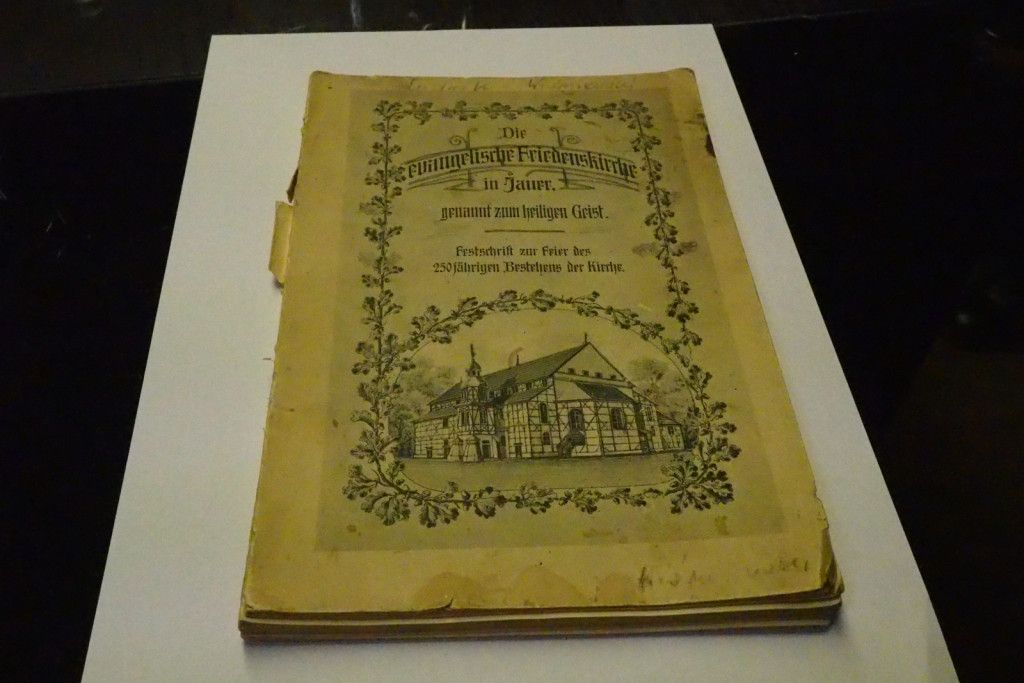 Die
evangelische Friedenskirche
in Jauer.
genannt zum heiligen Geist.
Festschrift zur Feier des
250jährigen Bestehens der Kirche.